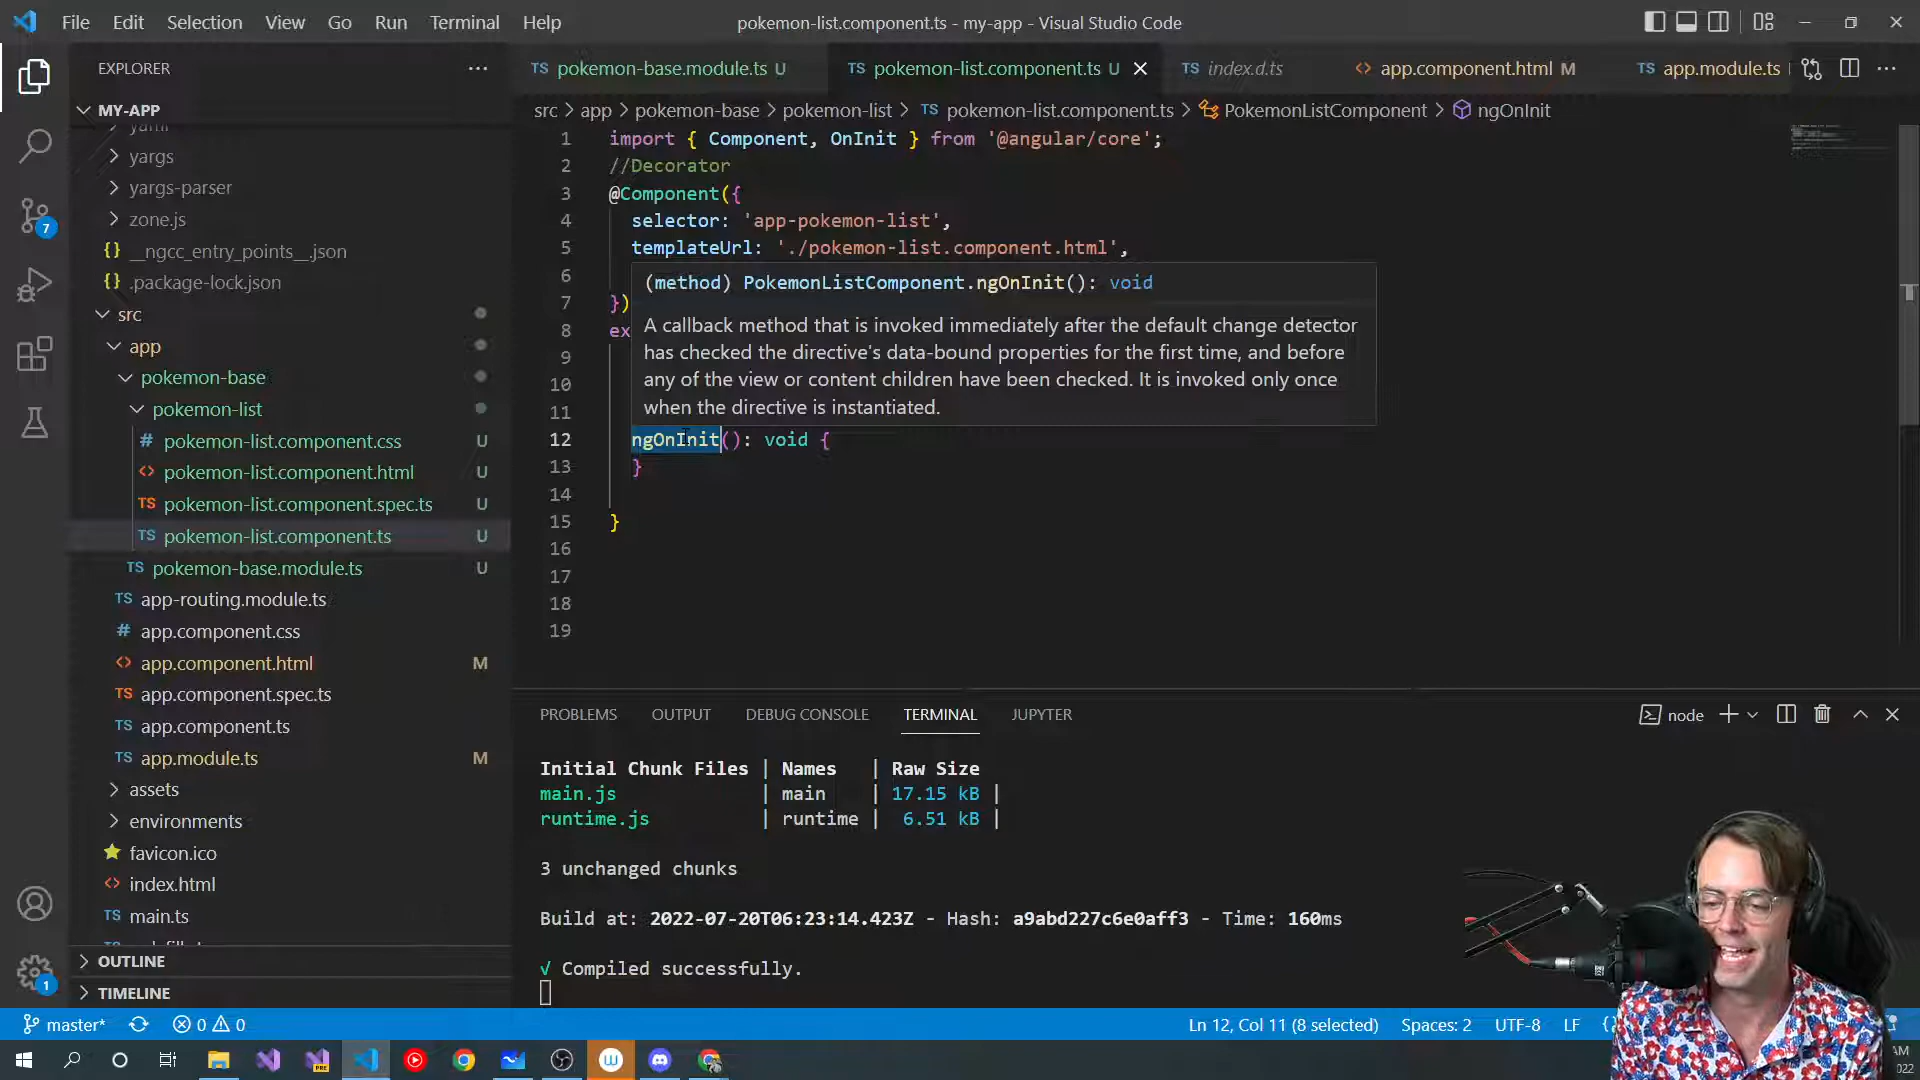 File Edit Selection View Go Run Terminal Help
pokemon-list.component.ts - my-app - Visual Studio Code
EXPLORER
MY-APP
yargs
yargs-parser
zone.js
__ngcc_entry_points__.json
.package-lock.json
src
app
pokemon-base
pokemon-list
pokemon-list.component.css U
pokemon-list.component.html U
pokemon-list.component.spec.ts U
pokemon-list.component.ts U
pokemon-base.module.ts U
app-routing.module.ts
app.component.css
app.component.html M
app.component.spec.ts
app.component.ts
app.module.ts M
assets
environments
favicon.ico
index.html
main.ts
OUTLINE
TIMELINE
pokemon-base.module.ts U
pokemon-list.component.ts U
index.d.ts
app.component.html M
app.module.ts
src > app > pokemon-base > pokemon-list > TS pokemon-list.component.ts > PokemonListComponent > ngOnInit
1 import { Component, OnInit } from '@angular/core';
2 //Decorator
3 @Component({
4 selector: 'app-pokemon-list',
5 templateUrl: './pokemon-list.component.html',
6
7 })
8 ex
9
10
11
12 ngOnInit(): void {
13 }
14
15 }
16
17
18
19
(method) PokemonListComponent.ngOnInit(): void
A callback method that is invoked immediately after the default change detector
has checked the directive's data-bound properties for the first time, and before
any of the view or content children have been checked. It is invoked only once
when the directive is instantiated.
PROBLEMS OUTPUT DEBUG CONSOLE TERMINAL JUPYTER
node
Initial Chunk Files | Names | Raw Size
main.js | main | 17.15 kB |
runtime.js | runtime | 6.51 kB |
3 unchanged chunks
Build at: 2022-07-20T06:23:14.423Z - Hash: a9abd227c6e0aff3 - Time: 160ms
√ Compiled successfully.
master* 0 0
Ln 12, Col 11 (8 selected) Spaces: 2 UTF-8 LF